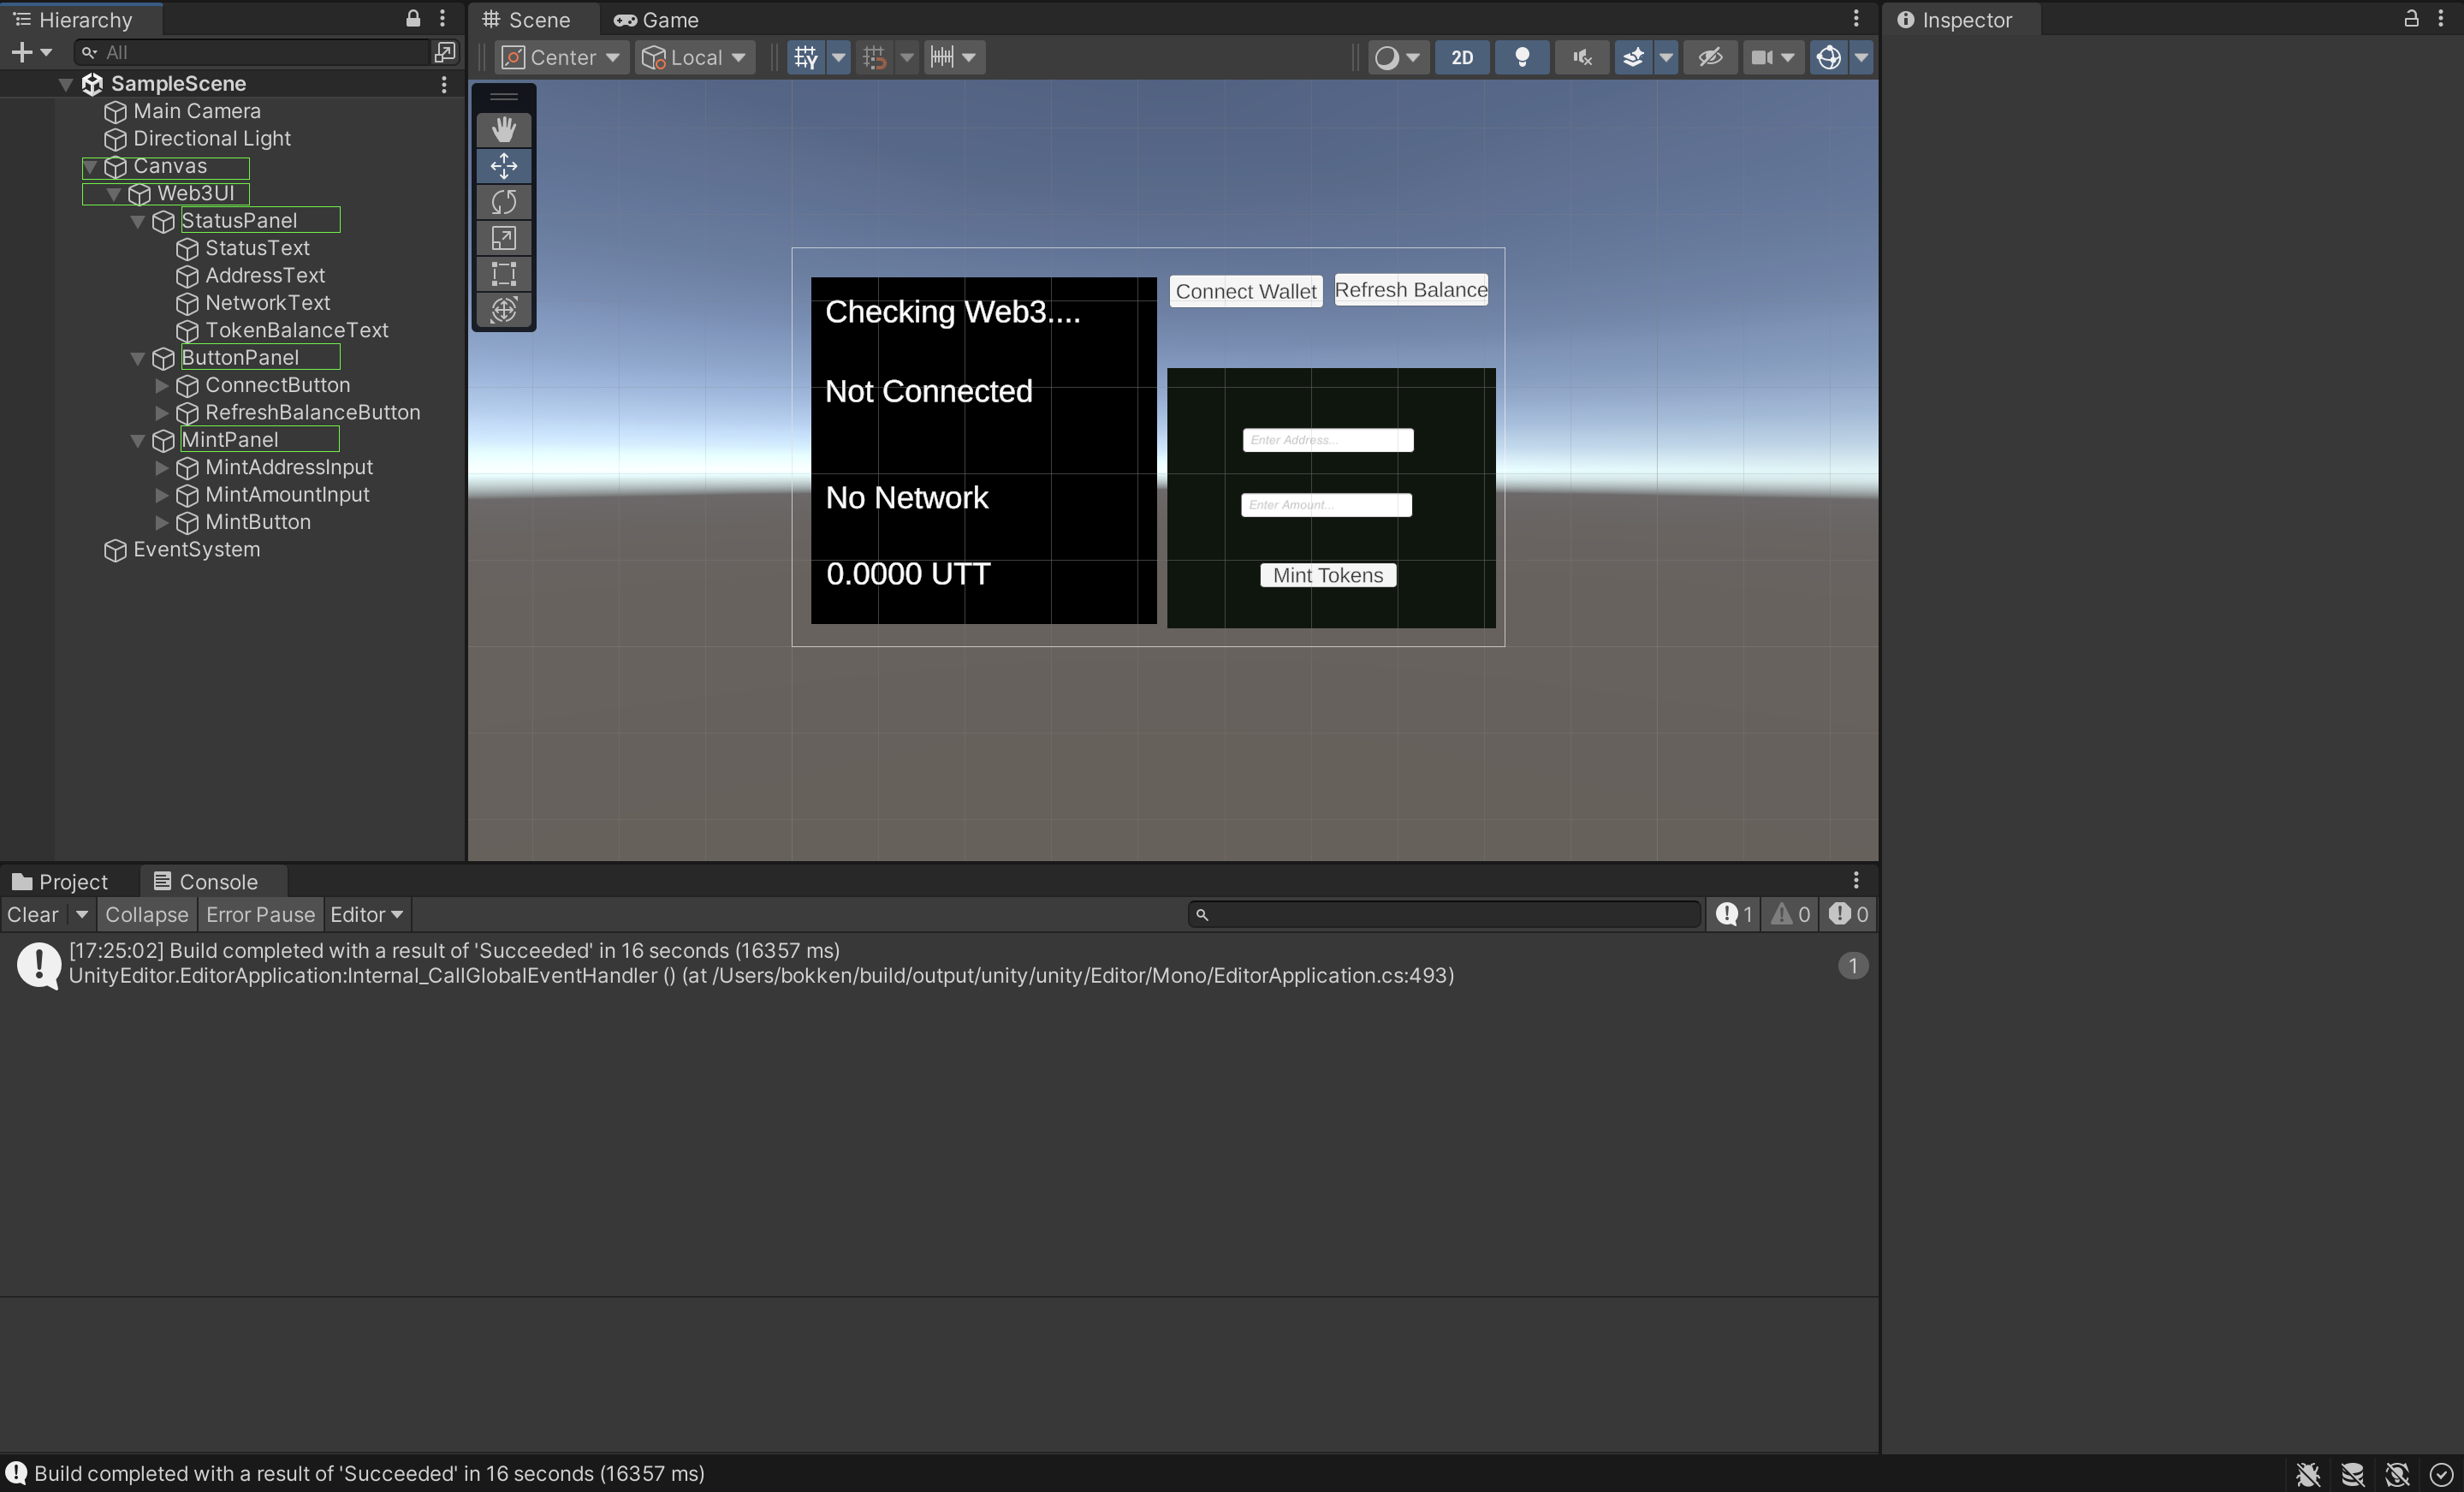 Hierarchy
All
SampleScene
Main Camera
Directional Light
Canvas
Web3UI
StatusPanel
StatusText
AddressText
NetworkText
TokenBalanceText
ButtonPanel
ConnectButton
RefreshBalanceButton
MintPanel
MintAddressInput
MintAmountInput
MintButton
EventSystem
Scene
Game
Center
Local
2D
Checking Web3....
Not Connected
No Network
0.0000 UTT
Connect Wallet
Refresh Balance
Enter Address...
Enter Amount...
Mint Tokens
Inspector
Project
Console
Clear
Collapse
Error Pause
Editor
1
0
0
[17:25:02] Build completed with a result of 'Succeeded' in 16 seconds (16357 ms)
UnityEditor.EditorApplication:Internal_CallGlobalEventHandler () (at /Users/bokken/build/output/unity/unity/Editor/Mono/EditorApplication.cs:493)
1
Build completed with a result of 'Succeeded' in 16 seconds (16357 ms)